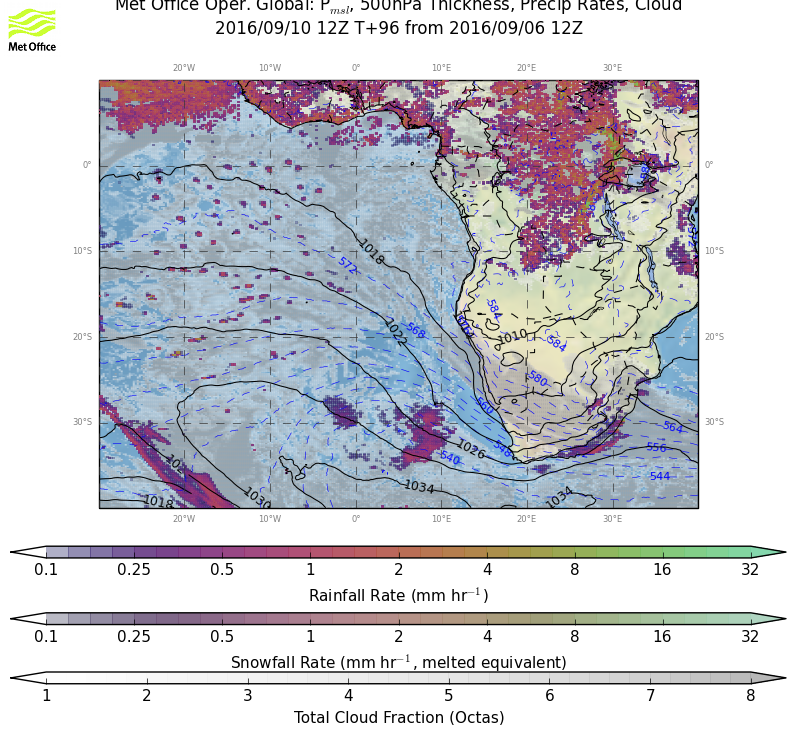 Met Office Oper. Global: Pmsl, 500hPa Thickness, Precip Rates, Cloud
2016/09/10 12Z T+96 from 2016/09/06 12Z
Met Office
20°W 10°W 0° 10°E 20°E 30°E
0° 0°
10°S 10°S
20°S 20°S
30°S 30°S
1018
572
584
1022
568
1010
584
580
560
564
1026
548
556
540
544
1034
1034
1030
1018
20°W 10°W 0° 10°E 20°E 30°E
0.1 0.25 0.5 1 2 4 8 16 32
Rainfall Rate (mm hr⁻¹)
0.1 0.25 0.5 1 2 4 8 16 32
Snowfall Rate (mm hr⁻¹, melted equivalent)
1 2 3 4 5 6 7 8
Total Cloud Fraction (Octas)